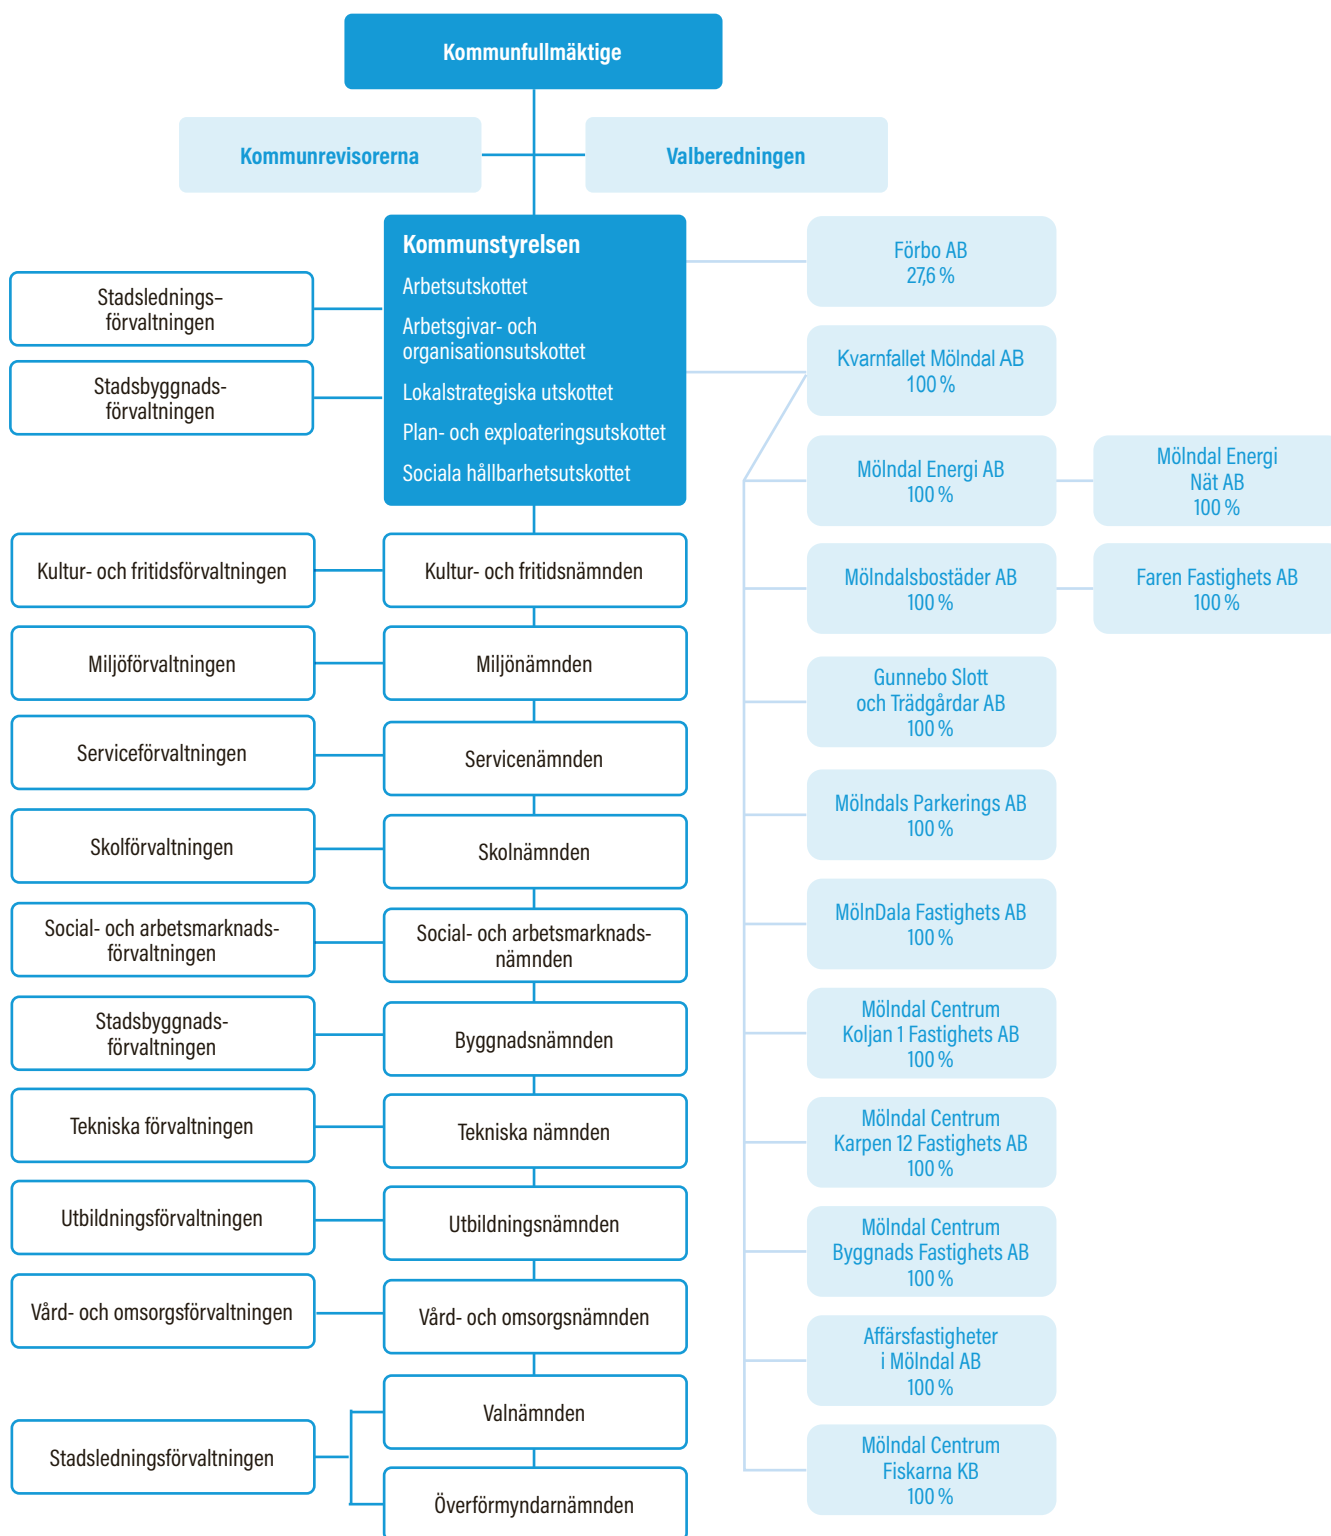 Kommunfullmäktige
Kommunrevisorerna
Valberedningen
Kommunstyrelsen
Arbetsutskottet
Arbetsgivar- och
organisationsutskottet
Lokalstrategiska utskottet
Plan- och exploateringsutskottet
Sociala hållbarhetsutskottet
Stadslednings–
förvaltningen
Stadsbyggnads-
förvaltningen
Kultur- och fritidsförvaltningen
Kultur- och fritidsnämnden
Miljöförvaltningen
Miljönämnden
Serviceförvaltningen
Servicenämnden
Skolförvaltningen
Skolnämnden
Social- och arbetsmarknads-
förvaltningen
Social- och arbetsmarknads-
nämnden
Stadsbyggnads-
förvaltningen
Byggnadsnämnden
Tekniska förvaltningen
Tekniska nämnden
Utbildningsförvaltningen
Utbildningsnämnden
Vård- och omsorgsförvaltningen
Vård- och omsorgsnämnden
Stadsledningsförvaltningen
Valnämnden
Överförmyndarnämnden
Förbo AB
27,6 %
Kvarnfallet Mölndal AB
100 %
Mölndal Energi AB
100 %
Mölndal Energi
Nät AB
100 %
Mölndalsbostäder AB
100 %
Faren Fastighets AB
100 %
Gunnebo Slott
och Trädgårdar AB
100 %
Mölndals Parkerings AB
100 %
MölnDala Fastighets AB
100 %
Mölndal Centrum
Koljan 1 Fastighets AB
100 %
Mölndal Centrum
Karpen 12 Fastighets AB
100 %
Mölndal Centrum
Byggnads Fastighets AB
100 %
Affärsfastigheter
i Mölndal AB
100 %
Mölndal Centrum
Fiskarna KB
100 %